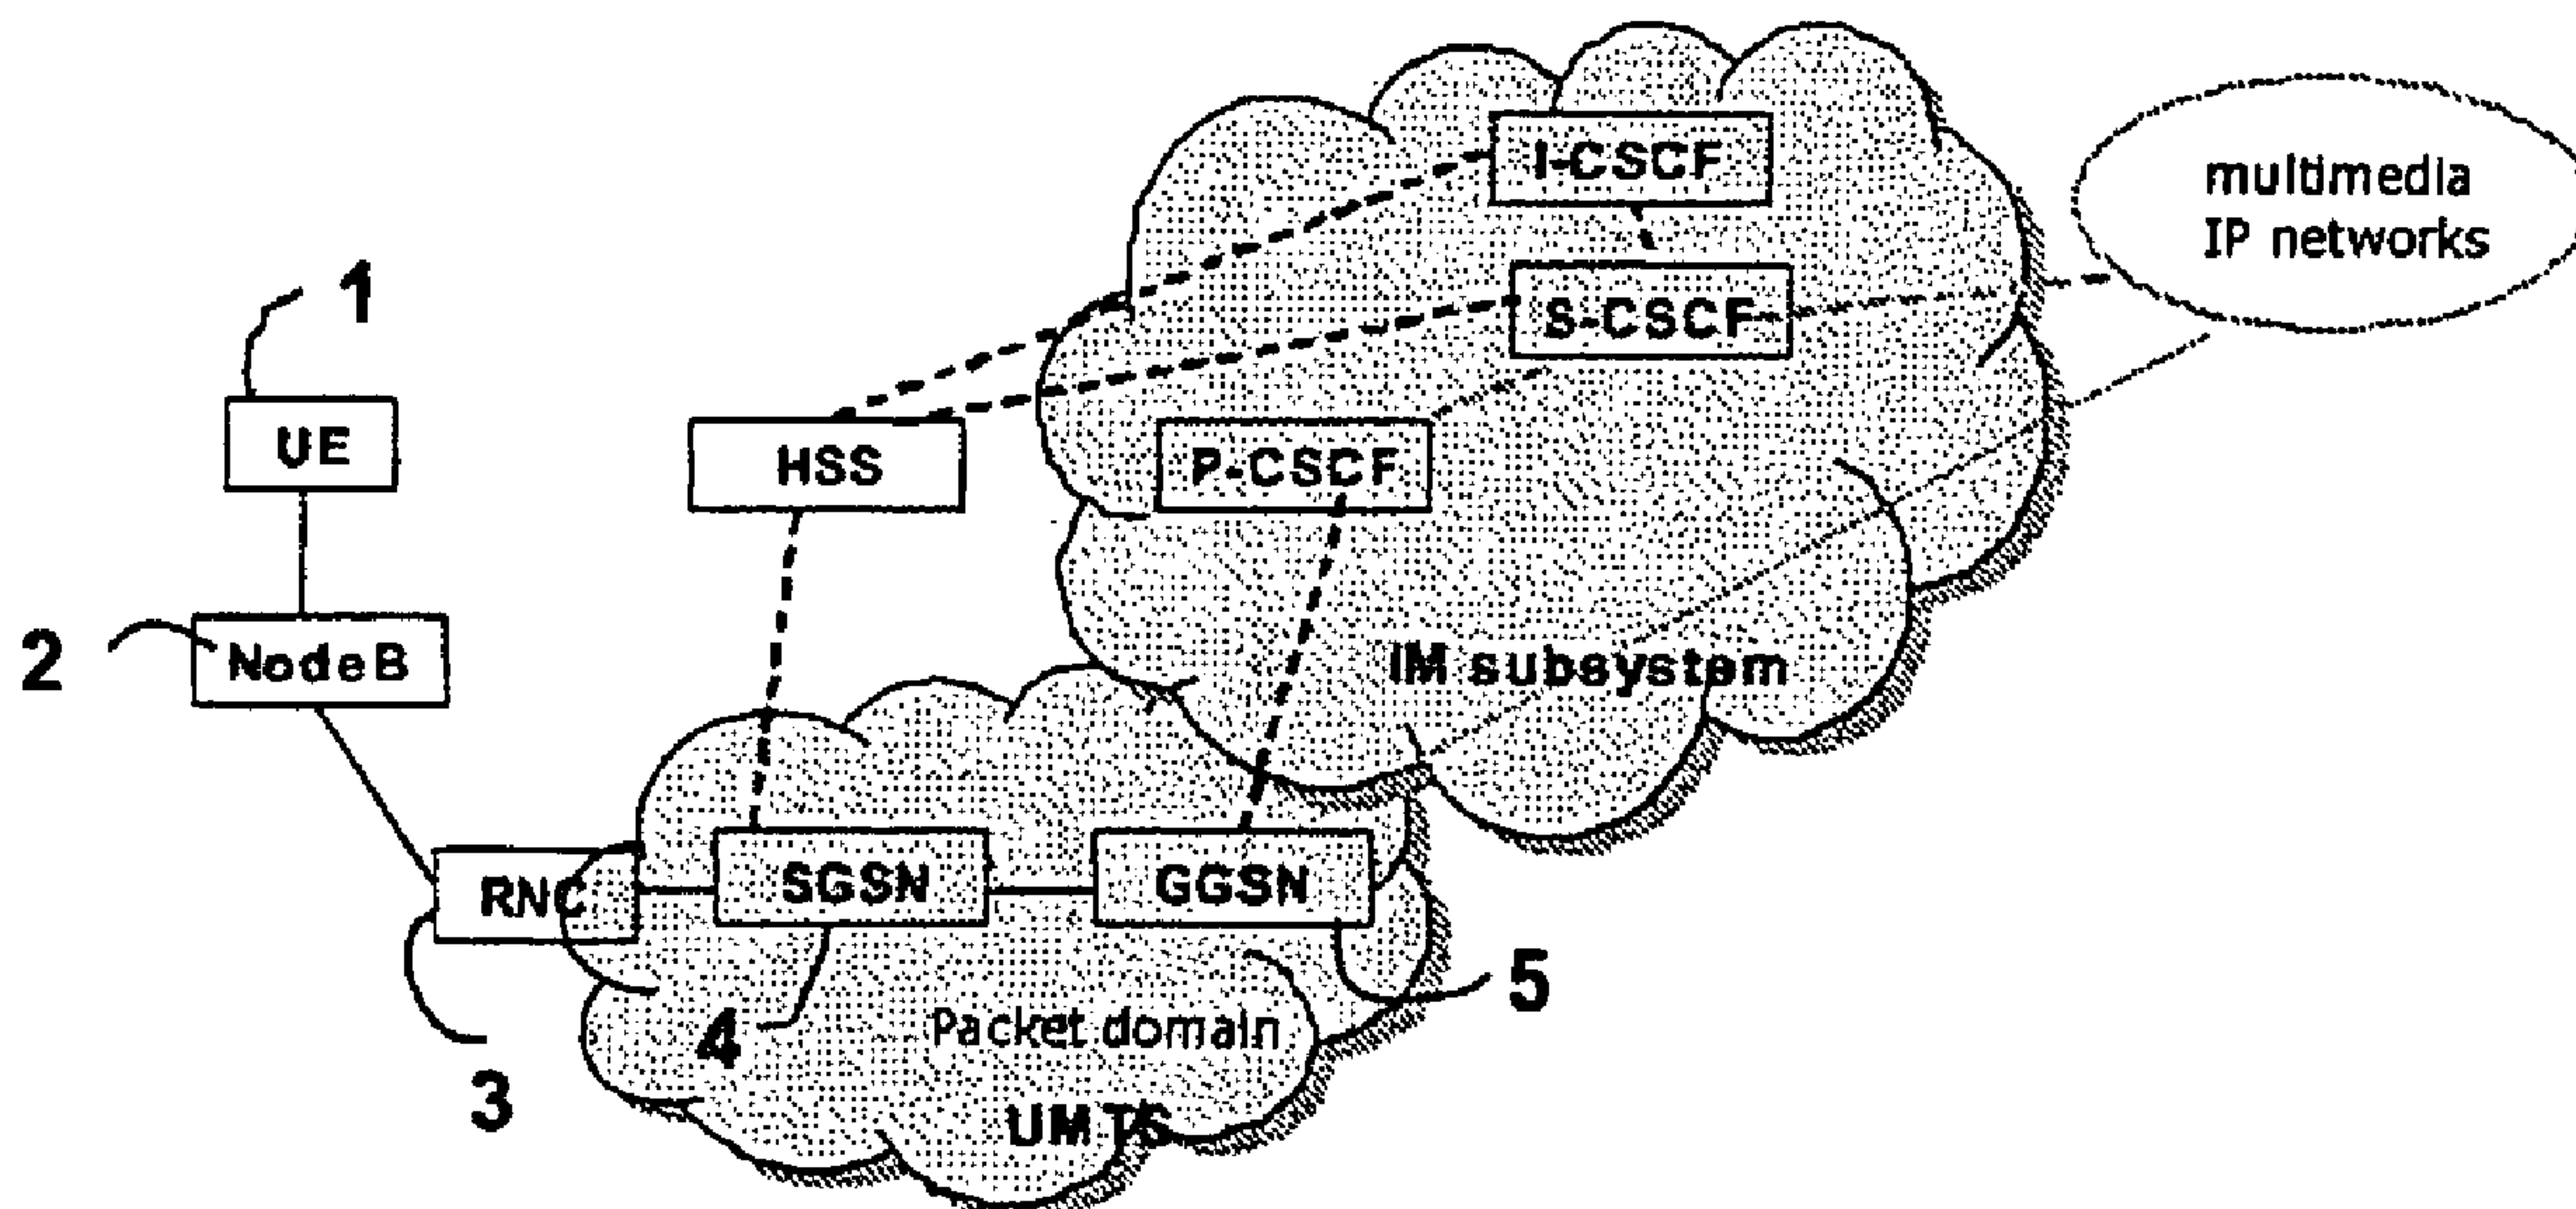 I-CSCF
multimedia
IP networks
S-CSCF
1
UE
HSS
P-CSCF
2
NodeB
IM subsystem
RNC
SGSN
GGSN
3
4
5
Packet domain
UMTS